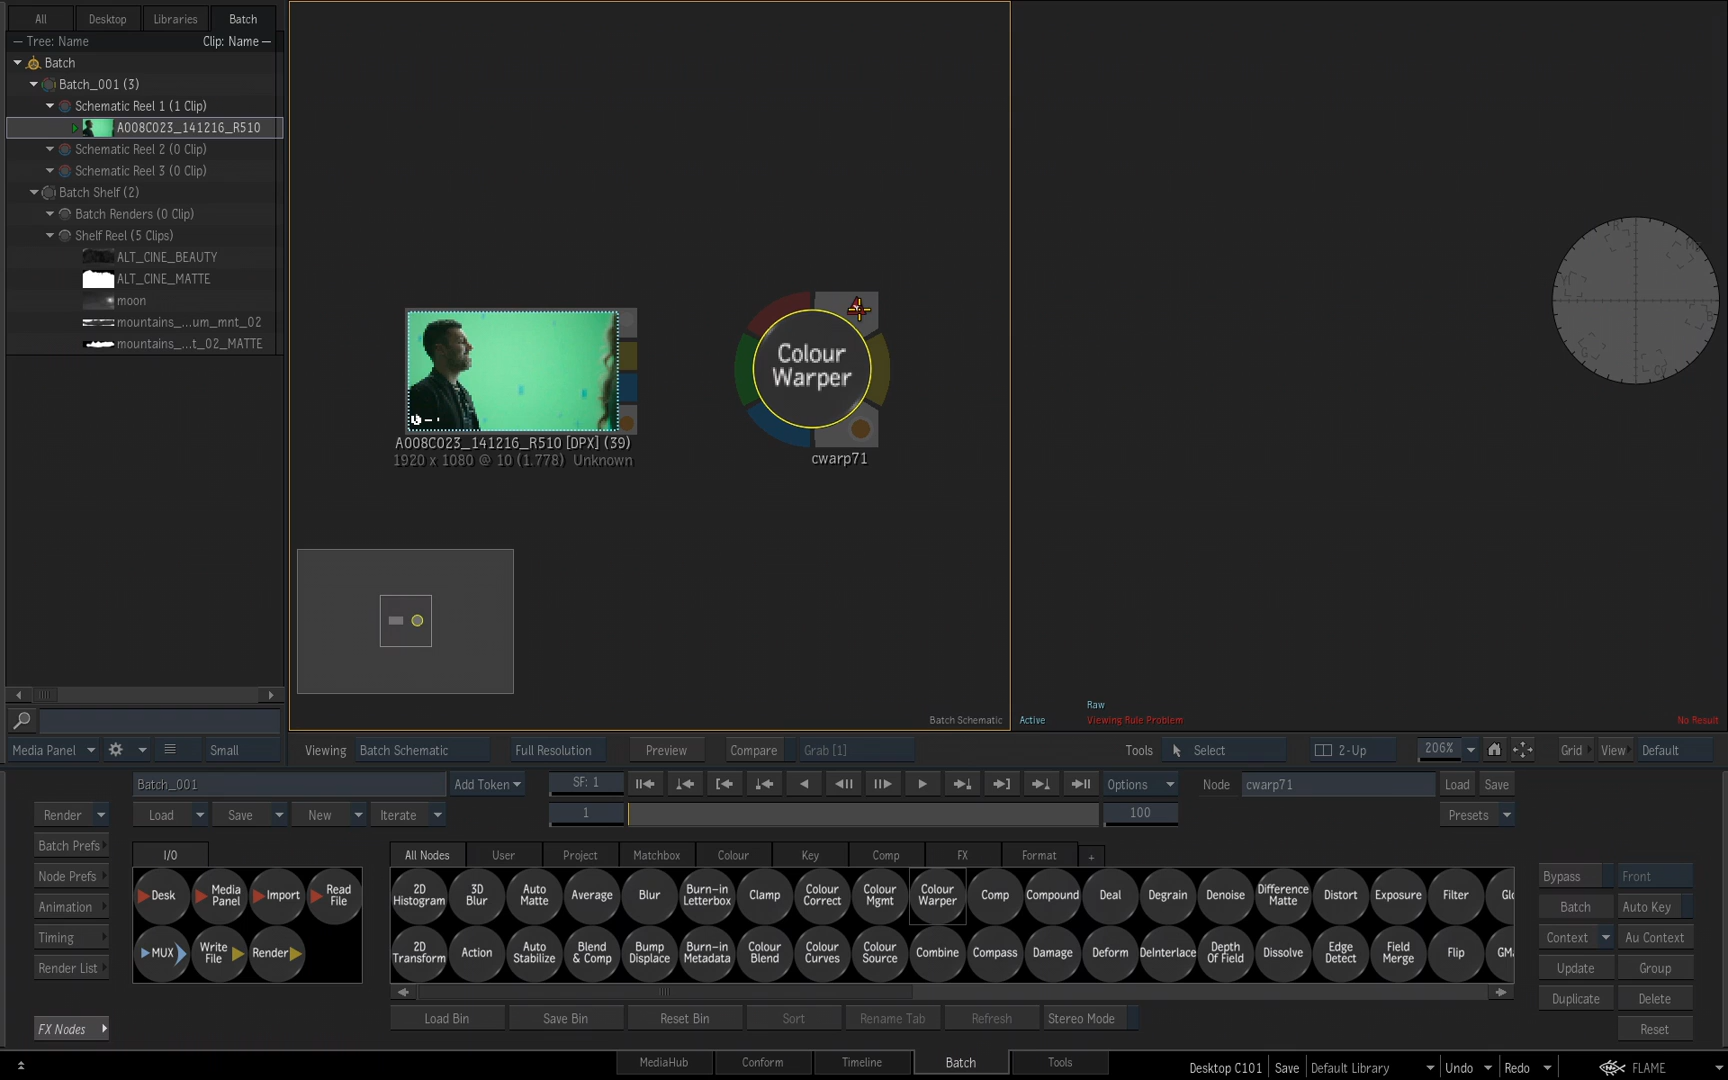 All Desktop Libraries Batch
Tree: Name Clip: Name
Batch
Batch_001 (3)
Schematic Reel 1 (1 Clip)
A008C023_141216_R510
Schematic Reel 2 (0 Clip)
Schematic Reel 3 (0 Clip)
Batch Shelf (2)
Batch Renders (0 Clip)
Shelf Reel (5 Clips)
ALT_CINE_BEAUTY
ALT_CINE_MATTE
moon
mountains_...um_mnt_02
mountains_...t_02_MATTE
Colour
Warper
A008C023_141216_R510 [DPX] (39)
1920 x 1080 @ 10 (1.778) Unknown
cwarp71
Batch Schematic
Active
Raw
Viewing Rule Problem
No Result
Media Panel Small
Viewing Batch Schematic Full Resolution Preview Compare Grab [1] Tools Select 2-Up 206% Grid View Default
Batch_001 Add Token SF: 1 Options Node cwarp71 Load Save
Render Load Save New Iterate 1 100 Presets
Batch Prefs
Node Prefs
Animation
Timing
Render List
FX Nodes
I/O
Desk Media Panel Import Read File
MUX Write File Render
All Nodes User Project Matchbox Colour Key Comp FX Format +
2D Histogram 3D Blur Auto Matte Average Blur Burn-in Letterbox Clamp Colour Correct Colour Mgmt Colour Warper Comp Compound Deal Degrain Denoise Difference Matte Distort Exposure Filter Glo
2D Transform Action Auto Stabilize Blend & Comp Bump Displace Burn-in Metadata Colour Blend Colour Curves Colour Source Combine Compass Damage Deform DeInterlace Depth Of Field Dissolve Edge Detect Field Merge Flip GMa
Load Bin Save Bin Reset Bin Sort Rename Tab Refresh Stereo Mode
Bypass Front
Batch Auto Key
Context Au Context
Update Group
Duplicate Delete
Reset
MediaHub Conform Timeline Batch Tools
Desktop C101 Save Default Library Undo Redo FLAME